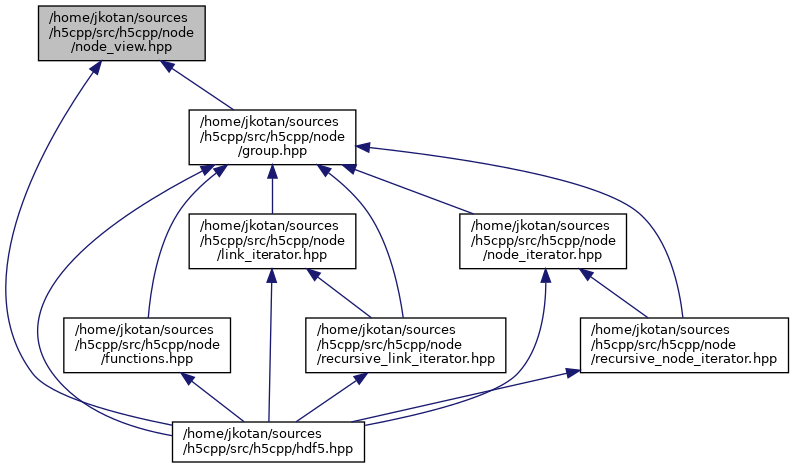 /home/jkotan/sources
/h5cpp/src/h5cpp/node
/node_view.hpp
/home/jkotan/sources
/h5cpp/src/h5cpp/node
/group.hpp
/home/jkotan/sources
/h5cpp/src/h5cpp/node
/link_iterator.hpp
/home/jkotan/sources
/h5cpp/src/h5cpp/node
/node_iterator.hpp
/home/jkotan/sources
/h5cpp/src/h5cpp/node
/functions.hpp
/home/jkotan/sources
/h5cpp/src/h5cpp/node
/recursive_link_iterator.hpp
/home/jkotan/sources
/h5cpp/src/h5cpp/node
/recursive_node_iterator.hpp
/home/jkotan/sources
/h5cpp/src/h5cpp/hdf5.hpp